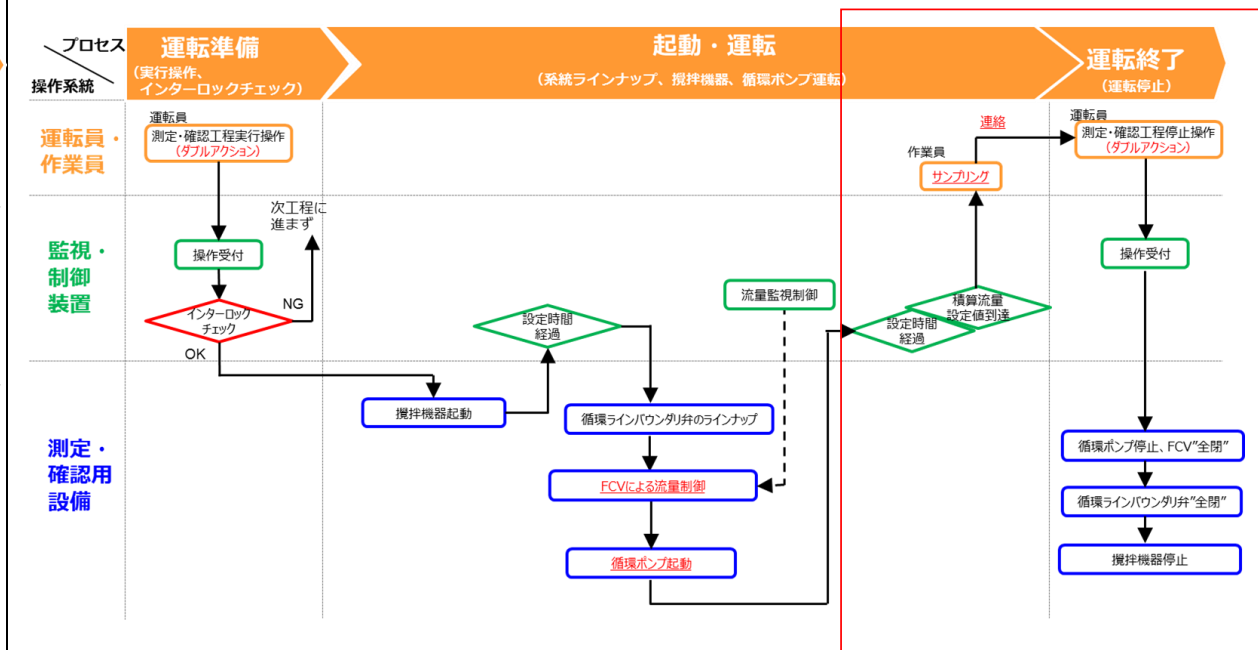 プロセス
操作系統
運転準備
(実行操作、
インターロックチェック)
起動・運転
(系統ラインナップ、攪拌機器、循環ポンプ運転)
運転終了
(運転停止)
運転員・
作業員
運転員
測定・確認工程実行操作
(ダブルアクション)
作業員
サンプリング
連絡
運転員
測定・確認工程停止操作
(ダブルアクション)
監視・
制御
装置
操作受付
次工程に
進まず
インターロック
チェック
NG
OK
設定時間
経過
流量監視制御
設定時間
経過
積算流量
設定値到達
操作受付
測定・
確認用
設備
攪拌機器起動
循環ラインバウンダリ弁のラインナップ
FCVによる流量制御
循環ポンプ起動
循環ポンプ停止、FCV"全閉"
循環ラインバウンダリ弁"全閉"
攪拌機器停止